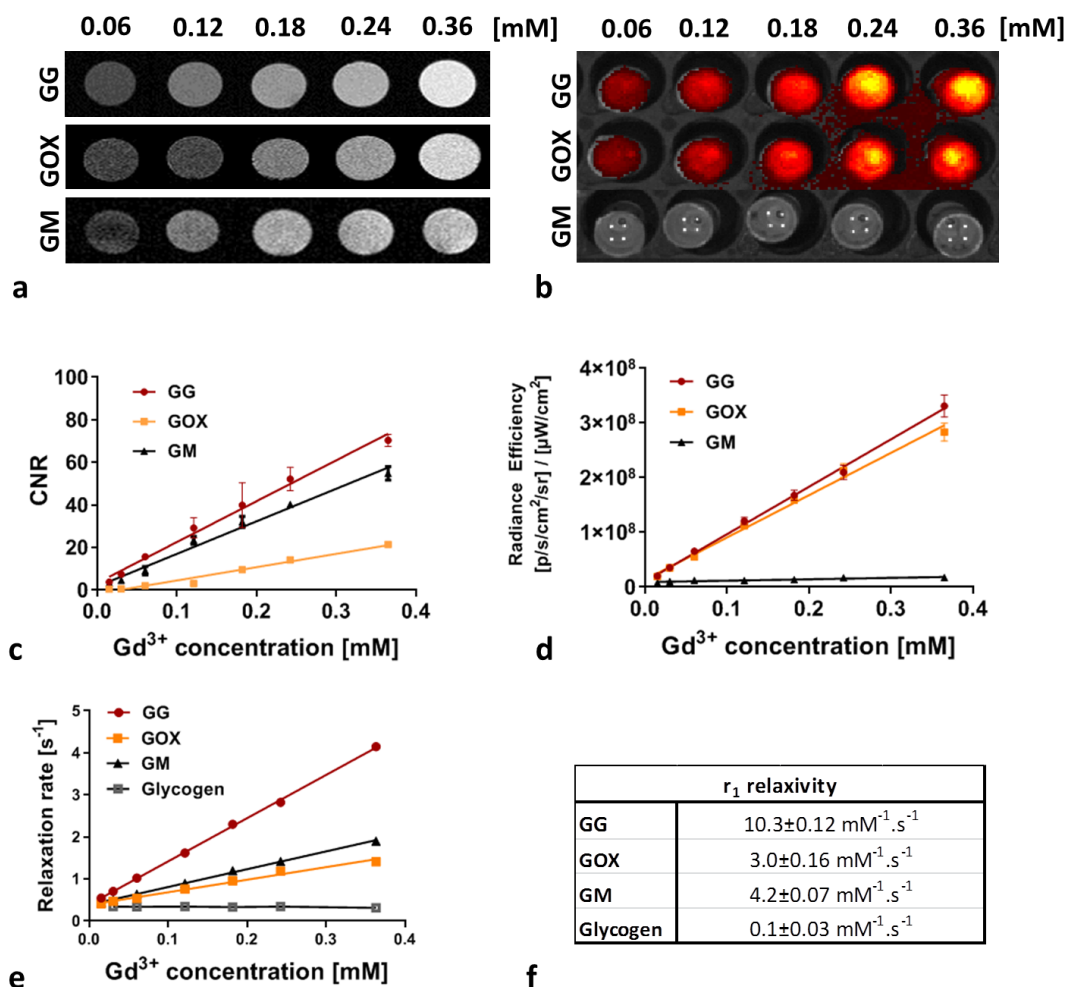 0.06 0.12 0.18 0.24 0.36 [mM]
GG
GOX
GM
a
0.06 0.12 0.18 0.24 0.36 [mM]
GG
GOX
GM
b
100
80
60
40
20
0
CNR
GG
GOX
GM
0.0 0.1 0.2 0.3 0.4
Gd³⁺ concentration [mM]
c
4×10⁸
3×10⁸
2×10⁸
1×10⁸
0
Radiance Efficiency
[p/s/cm²/sr] / [µW/cm²]
GG
GOX
GM
0.0 0.1 0.2 0.3 0.4
Gd³⁺ concentration [mM]
d
5
4
3
2
1
0
Relaxation rate [s⁻¹]
GG
GOX
GM
Glycogen
0.0 0.1 0.2 0.3 0.4
Gd³⁺ concentration [mM]
e
r₁ relaxivity
GG 10.3±0.12 mM⁻¹.s⁻¹
GOX 3.0±0.16 mM⁻¹.s⁻¹
GM 4.2±0.07 mM⁻¹.s⁻¹
Glycogen 0.1±0.03 mM⁻¹.s⁻¹
f